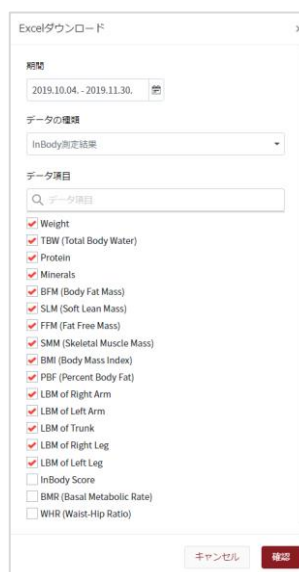 Excelダウンロード
期間
2019.10.04. - 2019.11.30.
データの種類
InBody測定結果
データ項目
データ項目
Weight
TBW (Total Body Water)
Protein
Minerals
BFM (Body Fat Mass)
SLM (Soft Lean Mass)
FFM (Fat Free Mass)
SMM (Skeletal Muscle Mass)
BMI (Body Mass Index)
PBF (Percent Body Fat)
LBM of Right Arm
LBM of Left Arm
LBM of Trunk
LBM of Right Leg
LBM of Left Leg
InBody Score
BMR (Basal Metabolic Rate)
WHR (Waist-Hip Ratio)
キャンセル 確認